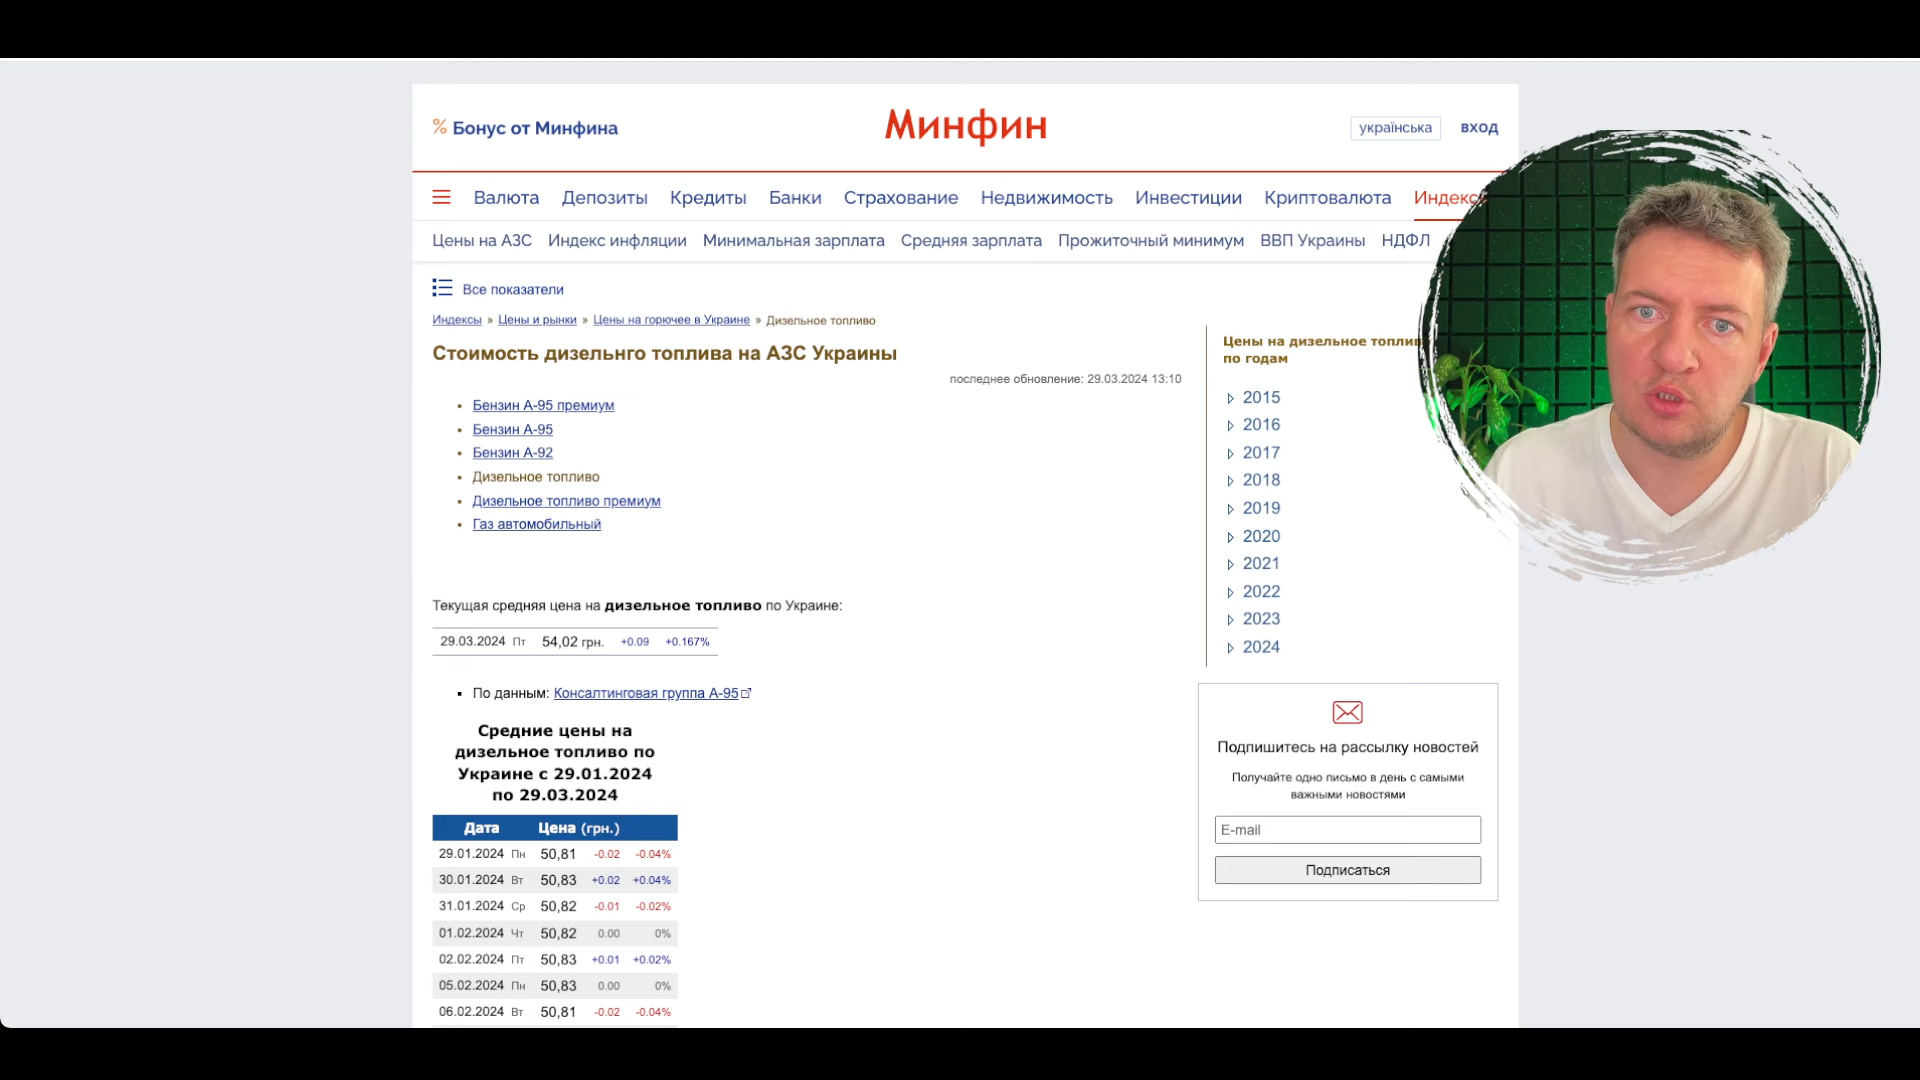 % Бонус от Минфина
Минфин
українська
ВХОД
Валюта Депозиты Кредиты Банки Страхование Недвижимость Инвестиции Криптовалюта
Цены на АЗС Индекс инфляции Минимальная зарплата Средняя зарплата Прожиточный минимум ВВП Украины НДФЛ
Все показатели
Индексы » Цены и рынки » Цены на горючее в Украине » Дизельное топливо
Стоимость дизельнго топлива на АЗС Украины
последнее обновление: 29.03.2024 13:10
Бензин А-95 премиум
Бензин А-95
Бензин А-92
Дизельное топливо
Дизельное топливо премиум
Газ автомобильный
Текущая средняя цена на дизельное топливо по Украине:
29.03.2024 Пт 54,02 грн. +0.09 +0.167%
По данным: Консалтинговая группа А-95
Средние цены на
дизельное топливо по
Украине с 29.01.2024
по 29.03.2024
Дата Цена (грн.)
29.01.2024 Пн 50,81 -0.02 -0.04%
30.01.2024 Вт 50,83 +0.02 +0.04%
31.01.2024 Ср 50,82 -0.01 -0.02%
01.02.2024 Чт 50,82 0.00 0%
02.02.2024 Пт 50,83 +0.01 +0.02%
05.02.2024 Пн 50,83 0.00 0%
06.02.2024 Вт 50,81 -0.02 -0.04%
Цены на дизельное
по годам
2015
2016
2017
2018
2019
2020
2021
2022
2023
2024
Подпишитесь на рассылку новостей
Получайте одно письмо в день с самыми
важными новостями
E-mail
Подписаться